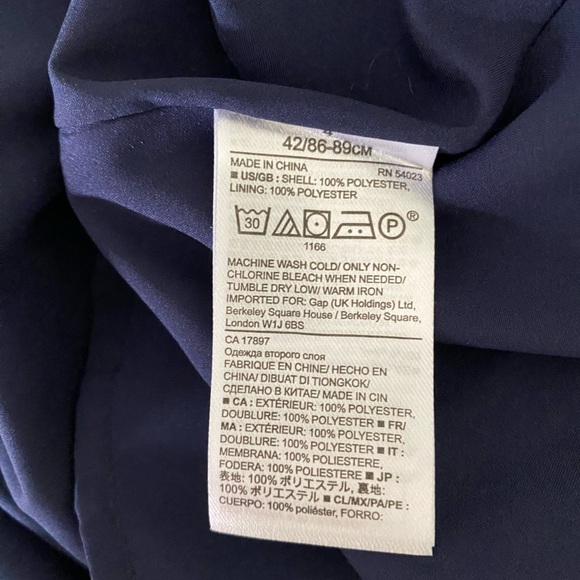 4
42/86-89CM
MADE IN CHINA RN 54023
■ US/GB : SHELL: 100% POLYESTER,
LINING: 100% POLYESTER
30 P ®
1166
MACHINE WASH COLD/ ONLY NON-
CHLORINE BLEACH WHEN NEEDED/
TUMBLE DRY LOW/ WARM IRON
IMPORTED FOR: Gap (UK Holdings) Ltd,
Berkeley Square House / Berkeley Square,
London W1J 6BS
CA 17897
Одежда второго слоя
FABRIQUE EN CHINE/ HECHO EN
CHINA/ DIBUAT DI TIONGKOK/
СДЕЛАНО В КИТАЕ/ MADE IN CIN
■ CA : EXTÉRIEUR: 100% POLYESTER,
DOUBLURE: 100% POLYESTER ■ FR/
MA : EXTÉRIEUR: 100% POLYESTER,
DOUBLURE: 100% POLYESTER ■ IT :
MEMBRANA: 100% POLIESTERE,
FODERA: 100% POLIESTERE ■ JP :
表地: 100% ポリエステル, 裏地:
100% ポリエステル ■ CL/MX/PA/PE :
CUERPO: 100% poliéster, FORRO: